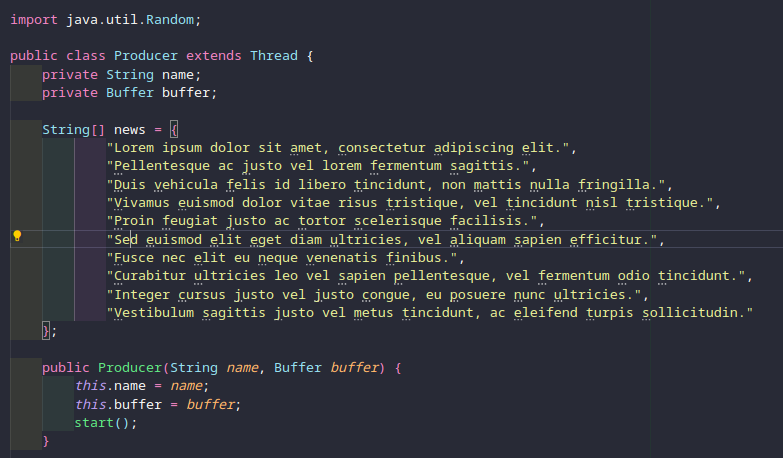 import java.util.Random;
public class Producer extends Thread {
private String name;
private Buffer buffer;
String[] news = {
"Lorem ipsum dolor sit amet, consectetur adipiscing elit.",
"Pellentesque ac justo vel lorem fermentum sagittis.",
"Duis vehicula felis id libero tincidunt, non mattis nulla fringilla.",
"Vivamus euismod dolor vitae risus tristique, vel tincidunt nisl tristique.",
"Proin feugiat justo ac tortor scelerisque facilisis.",
"Sed euismod elit eget diam ultricies, vel aliquam sapien efficitur.",
"Fusce nec elit eu neque venenatis finibus.",
"Curabitur ultricies leo vel sapien pellentesque, vel fermentum odio tincidunt.",
"Integer cursus justo vel justo congue, eu posuere nunc ultricies.",
"Vestibulum sagittis justo vel metus tincidunt, ac eleifend turpis sollicitudin."
};
public Producer(String name, Buffer buffer) {
this.name = name;
this.buffer = buffer;
start();
}